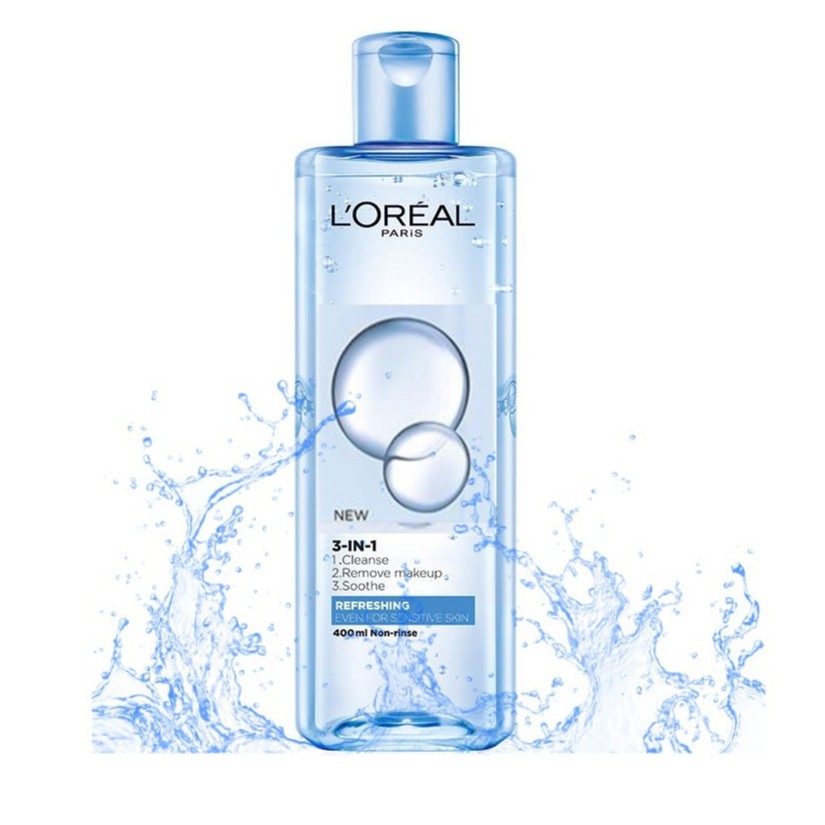 L'ORÉAL
PARiS
NEW
3-IN-1
1.Cleanse
2.Remove makeup
3.Soothe
REFRESHING
EVEN FOR SENSITIVE SKIN
400ml Non-rinse